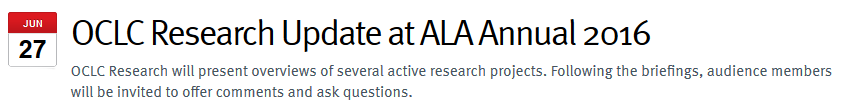 JUN
27
OCLC Research Update at ALA Annual 2016
OCLC Research will present overviews of several active research projects. Following the briefings, audience members
will be invited to offer comments and ask questions.